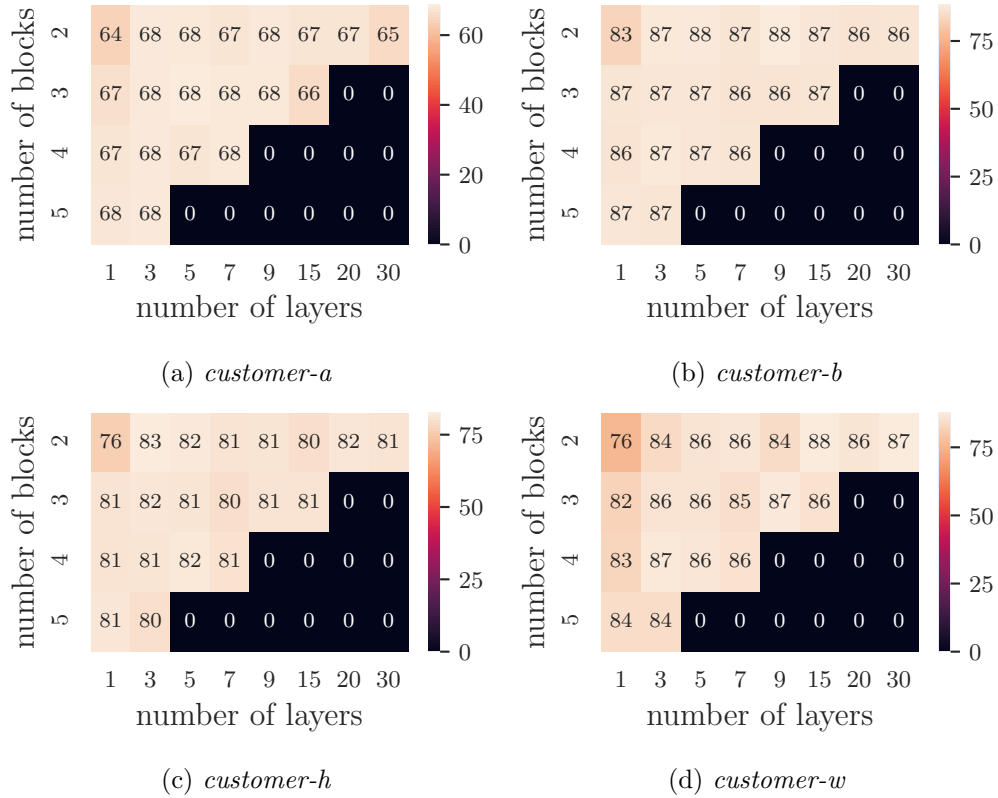 number of blocks
2 64 68 68 67 68 67 67 65
3 67 68 68 68 68 66 0 0
4 67 68 67 68 0 0 0 0
5 68 68 0 0 0 0 0 0
1 3 5 7 9 15 20 30
number of layers
60
40
20
0
(a) customer-a
number of blocks
2 83 87 88 87 88 87 86 86
3 87 87 87 86 86 87 0 0
4 86 87 87 86 0 0 0 0
5 87 87 0 0 0 0 0 0
1 3 5 7 9 15 20 30
number of layers
75
50
25
0
(b) customer-b
number of blocks
2 76 83 82 81 81 80 82 81
3 81 82 81 80 81 81 0 0
4 81 81 82 81 0 0 0 0
5 81 80 0 0 0 0 0 0
1 3 5 7 9 15 20 30
number of layers
75
50
25
0
(c) customer-h
number of blocks
2 76 84 86 86 84 88 86 87
3 82 86 86 85 87 86 0 0
4 83 87 86 86 0 0 0 0
5 84 84 0 0 0 0 0 0
1 3 5 7 9 15 20 30
number of layers
75
50
25
0
(d) customer-w